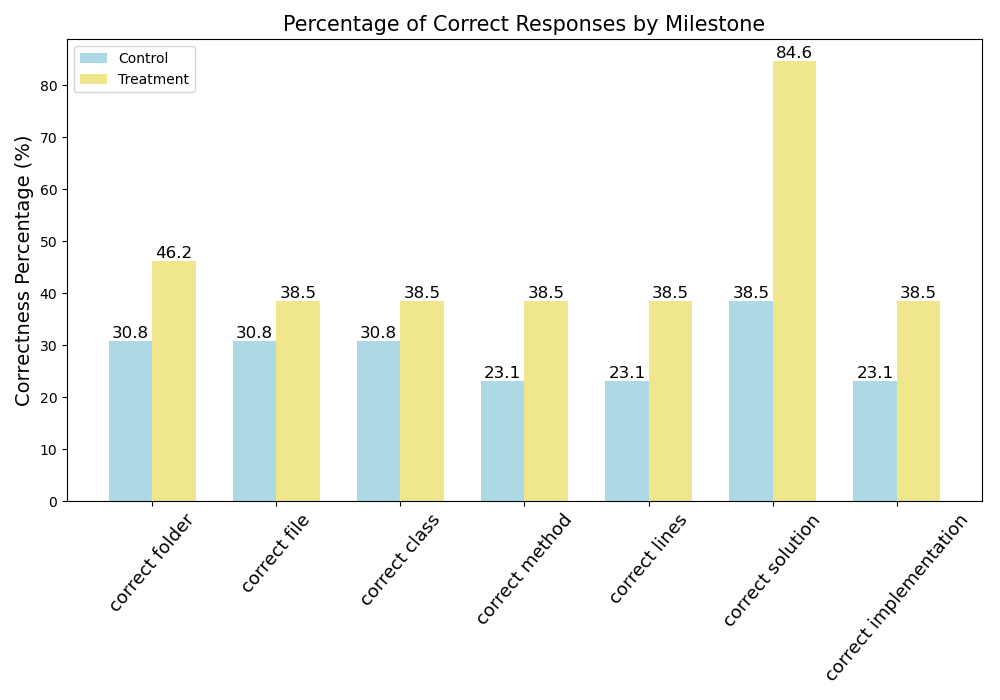 Percentage of Correct Responses by Milestone
Control
Treatment
Correctness Percentage (%)
80
70
60
50
40
30
20
10
0
30.8
46.2
30.8
38.5
30.8
38.5
23.1
38.5
23.1
38.5
38.5
84.6
23.1
38.5
correct folder
correct file
correct class
correct method
correct lines
correct solution
correct implementation